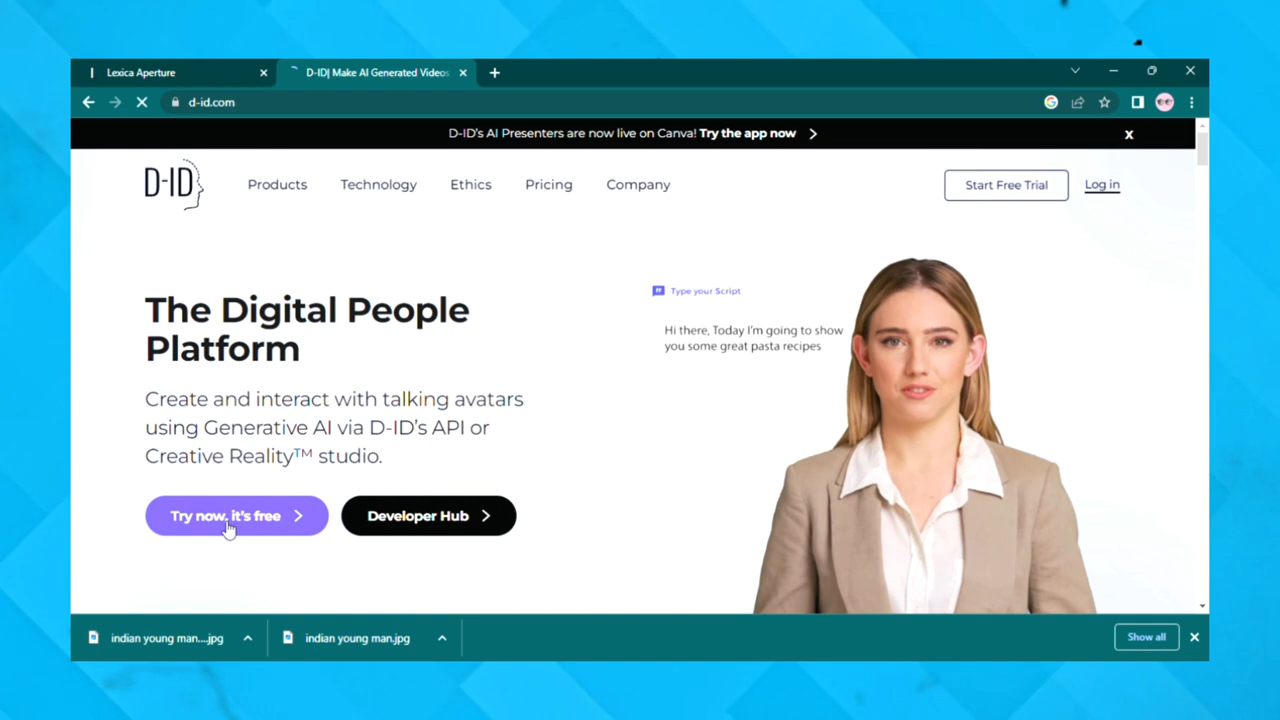 Lexica Aperture
D-ID| Make AI Generated Videos
d-id.com
D-ID's AI Presenters are now live on Canva! Try the app now
x
D-ID
Products
Technology
Ethics
Pricing
Company
Start Free Trial
Log in
The Digital People
Platform
Create and interact with talking avatars
using Generative AI via D-ID's API or
Creative Reality™ studio.
Try now, it's free
Developer Hub
Type your Script
Hi there, Today I'm going to show
you some great pasta recipes
indian young man....jpg
indian young man.jpg
Show all